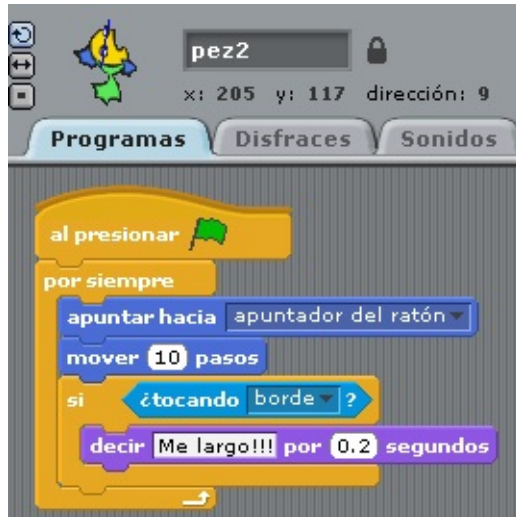 pez2
x: 205 y: 117 dirección: 9
Programas Disfraces Sonidos
al presionar
por siempre
apuntar hacia apuntador del ratón
mover 10 pasos
si ¿tocando borde ?
decir Me largo!!! por 0.2 segundos